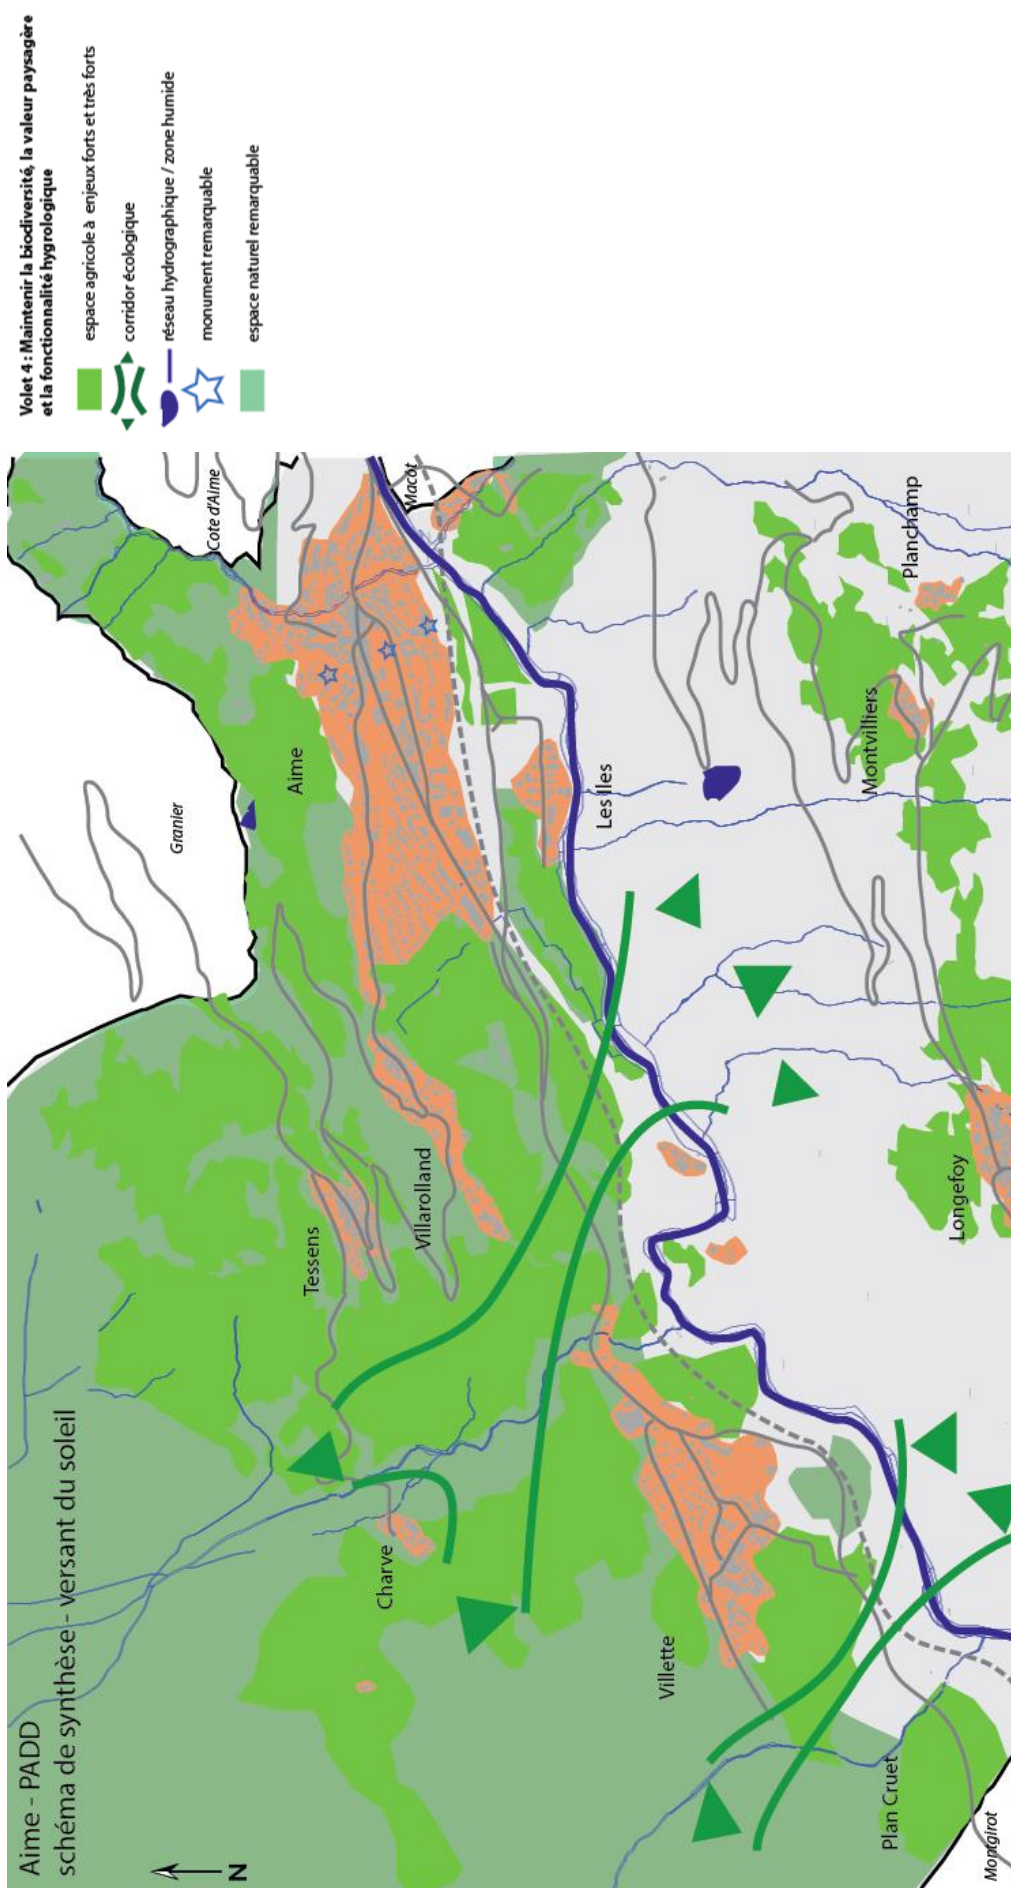 Aime - PADD
schéma de synthèse - versant du soleil
N
Volet 4 : Maintenir la biodiversité, la valeur paysagère
et la fonctionnalité hygrologique
espace agricole à enjeux forts et très forts
corridor écologique
réseau hydrographique / zone humide
monument remarquable
espace naturel remarquable
Granier
Cote d'Aime
Aime
Macôt
Tessens
Villarolland
Charve
Les Iles
Villette
Montvilliers
Planchamp
Longefoy
Plan Cruet
Montgirot